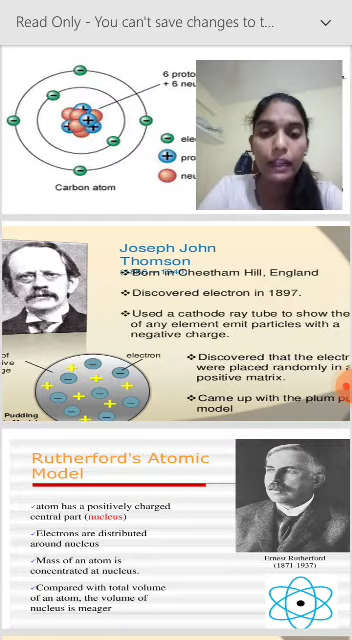 Read Only - You can't save changes to t...
6 proto
+ 6 neu
ele
pro
neu
Carbon atom
Joseph John
Thomson
❖Born in Cheetham Hill, England
❖Discovered electron in 1897.
❖Used a cathode ray tube to show the
of any element emit particles with a
negative charge.
of
ive
ge
electron
❖Discovered that the electr
were placed randomly in a
positive matrix.
❖Came up with the plum pu
model
Pudding
Rutherford's Atomic
Model
✓atom has a positively charged
central part (nucleus)
✓Electrons are distributed
around nucleus
✓Mass of an atom is
concentrated at nucleus.
✓Compared with total volume
of an atom, the volume of
nucleus is meager
Ernest Rutherford
(1871-1937)